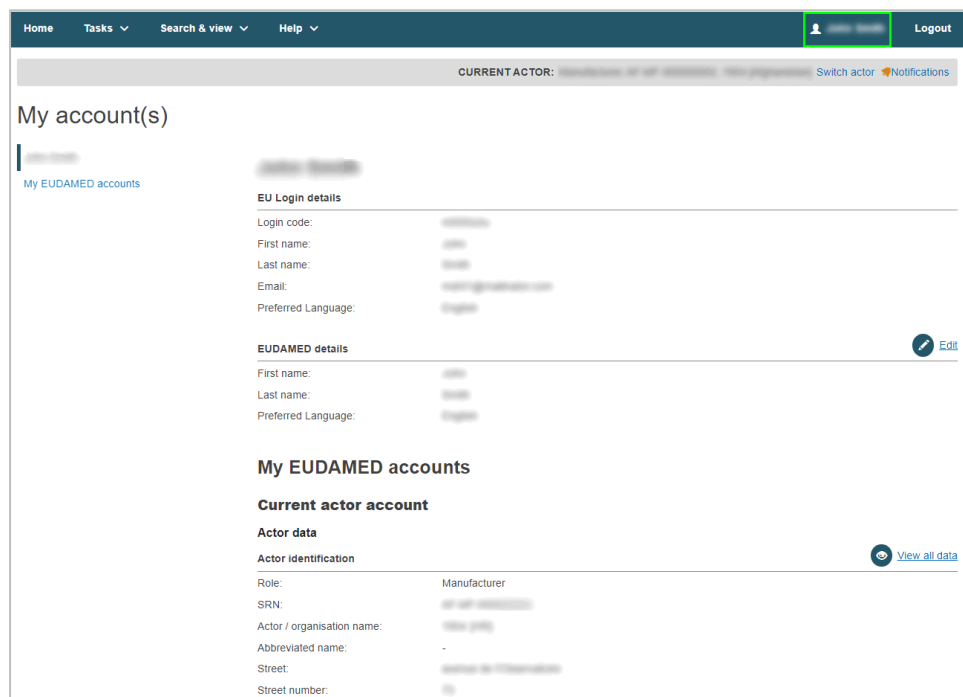 Home Tasks Search & view Help Logout
CURRENT ACTOR: Switch actor Notifications
My account(s)
My EUDAMED accounts
EU Login details
Login code:
First name:
Last name:
Email:
Preferred Language:
EUDAMED details Edit
First name:
Last name:
Preferred Language:
My EUDAMED accounts
Current actor account
Actor data
Actor identification View all data
Role: Manufacturer
SRN:
Actor / organisation name:
Abbreviated name: -
Street:
Street number: